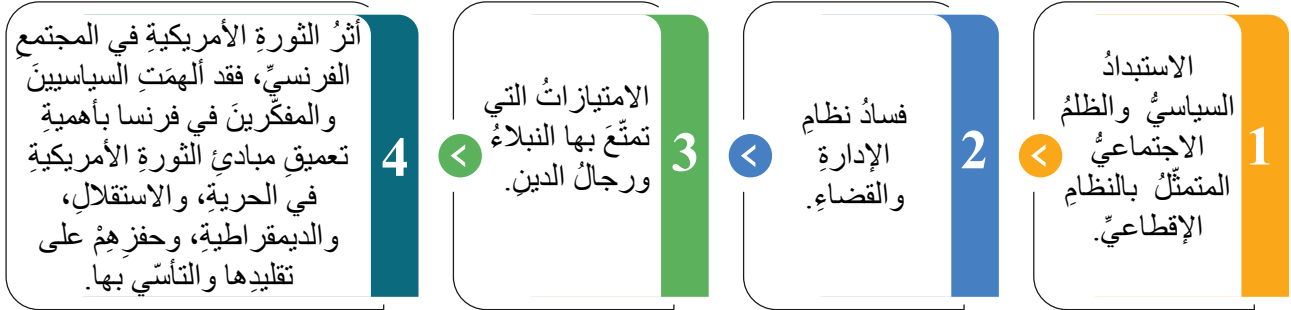 1
الاستبدادُ
السياسيُّ والظلمُ
الاجتماعيُّ
المتمثّلُ بالنظامِ
الإقطاعيِّ.
2
فسادُ نظامِ
الإدارةِ
والقضاءِ.
3
الامتيازاتُ التي
تمتّعَ بها النبلاءُ
ورجالُ الدينِ.
4
أثرُ الثورةِ الأمريكيةِ في المجتمعِ
الفرنسيِّ، فقد ألهمَتِ السياسيينَ
والمفكّرينَ في فرنسا بأهميةِ
تعميقِ مبادئِ الثورةِ الأمريكيةِ
في الحريةِ، والاستقلالِ،
والديمقراطيةِ، وحفزِهِمْ على
تقليدِها والتأسّي بها.